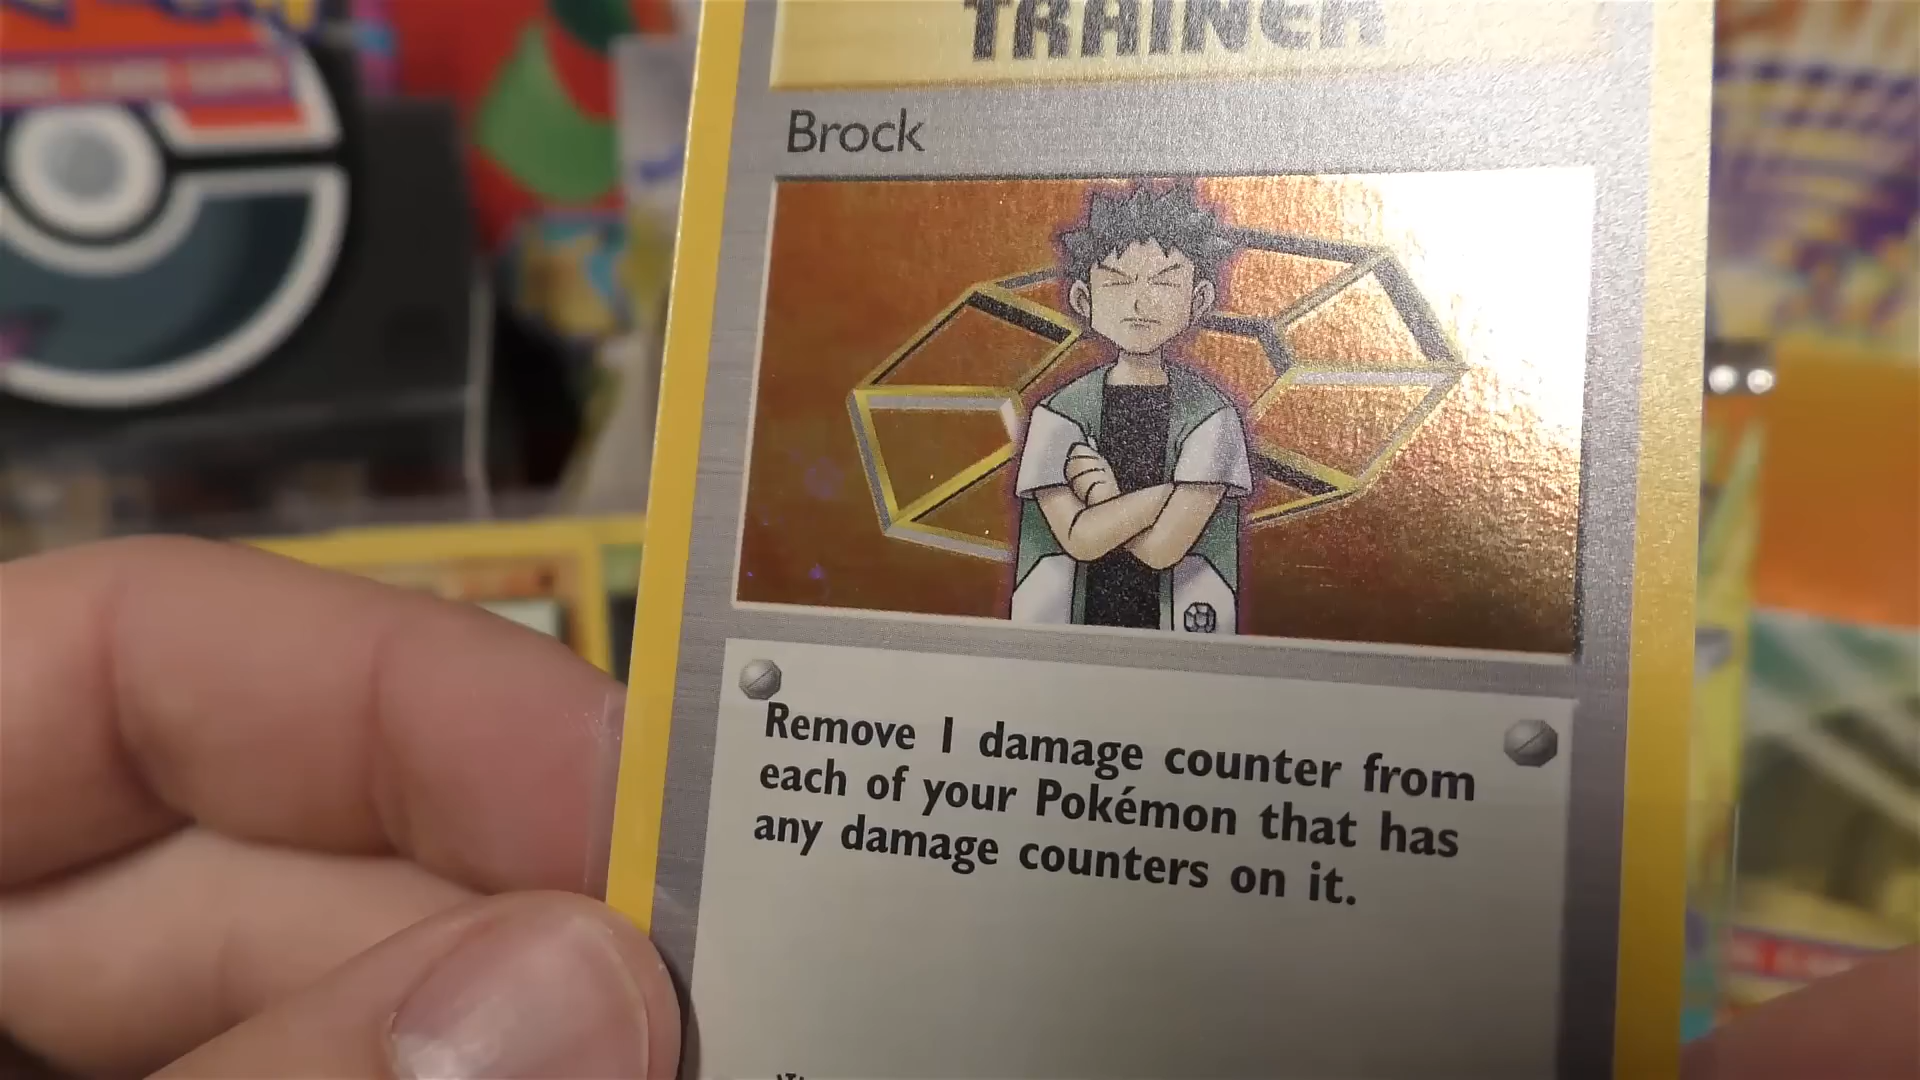 TRAINER
Brock
Remove 1 damage counter from
each of your Pokémon that has
any damage counters on it.